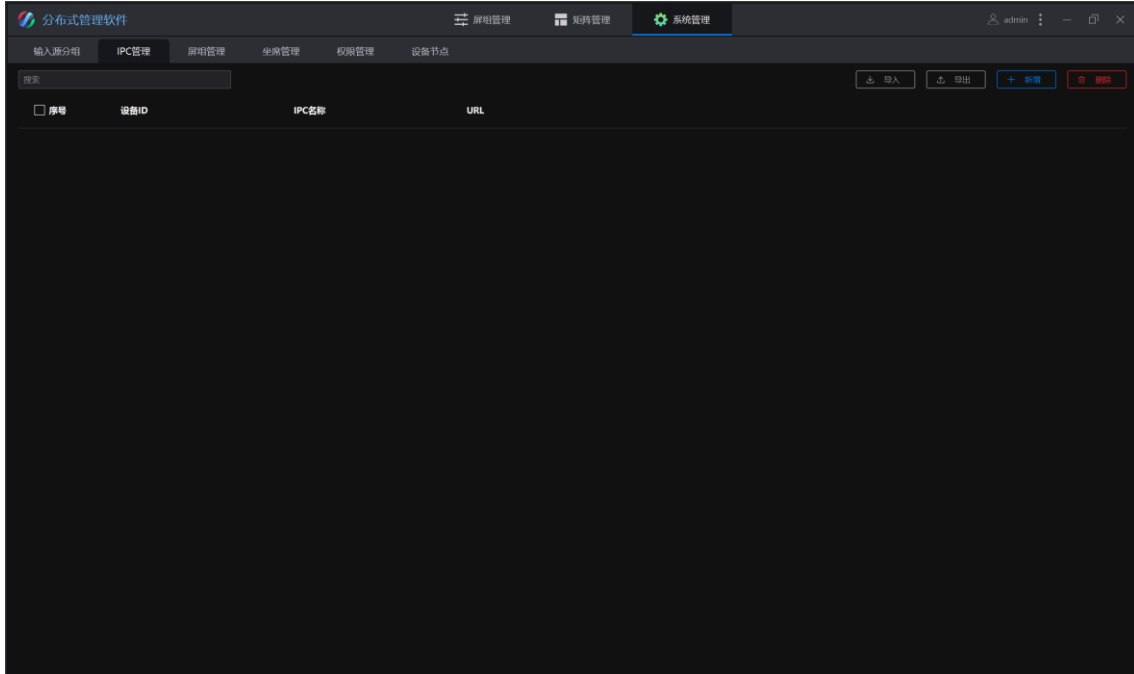 分布式管理软件 屏组管理 矩阵管理 系统管理 admin
输入源分组 IPC管理 屏组管理 坐席管理 权限管理 设备节点
搜索 导入 导出 新增 删除
序号 设备ID IPC名称 URL